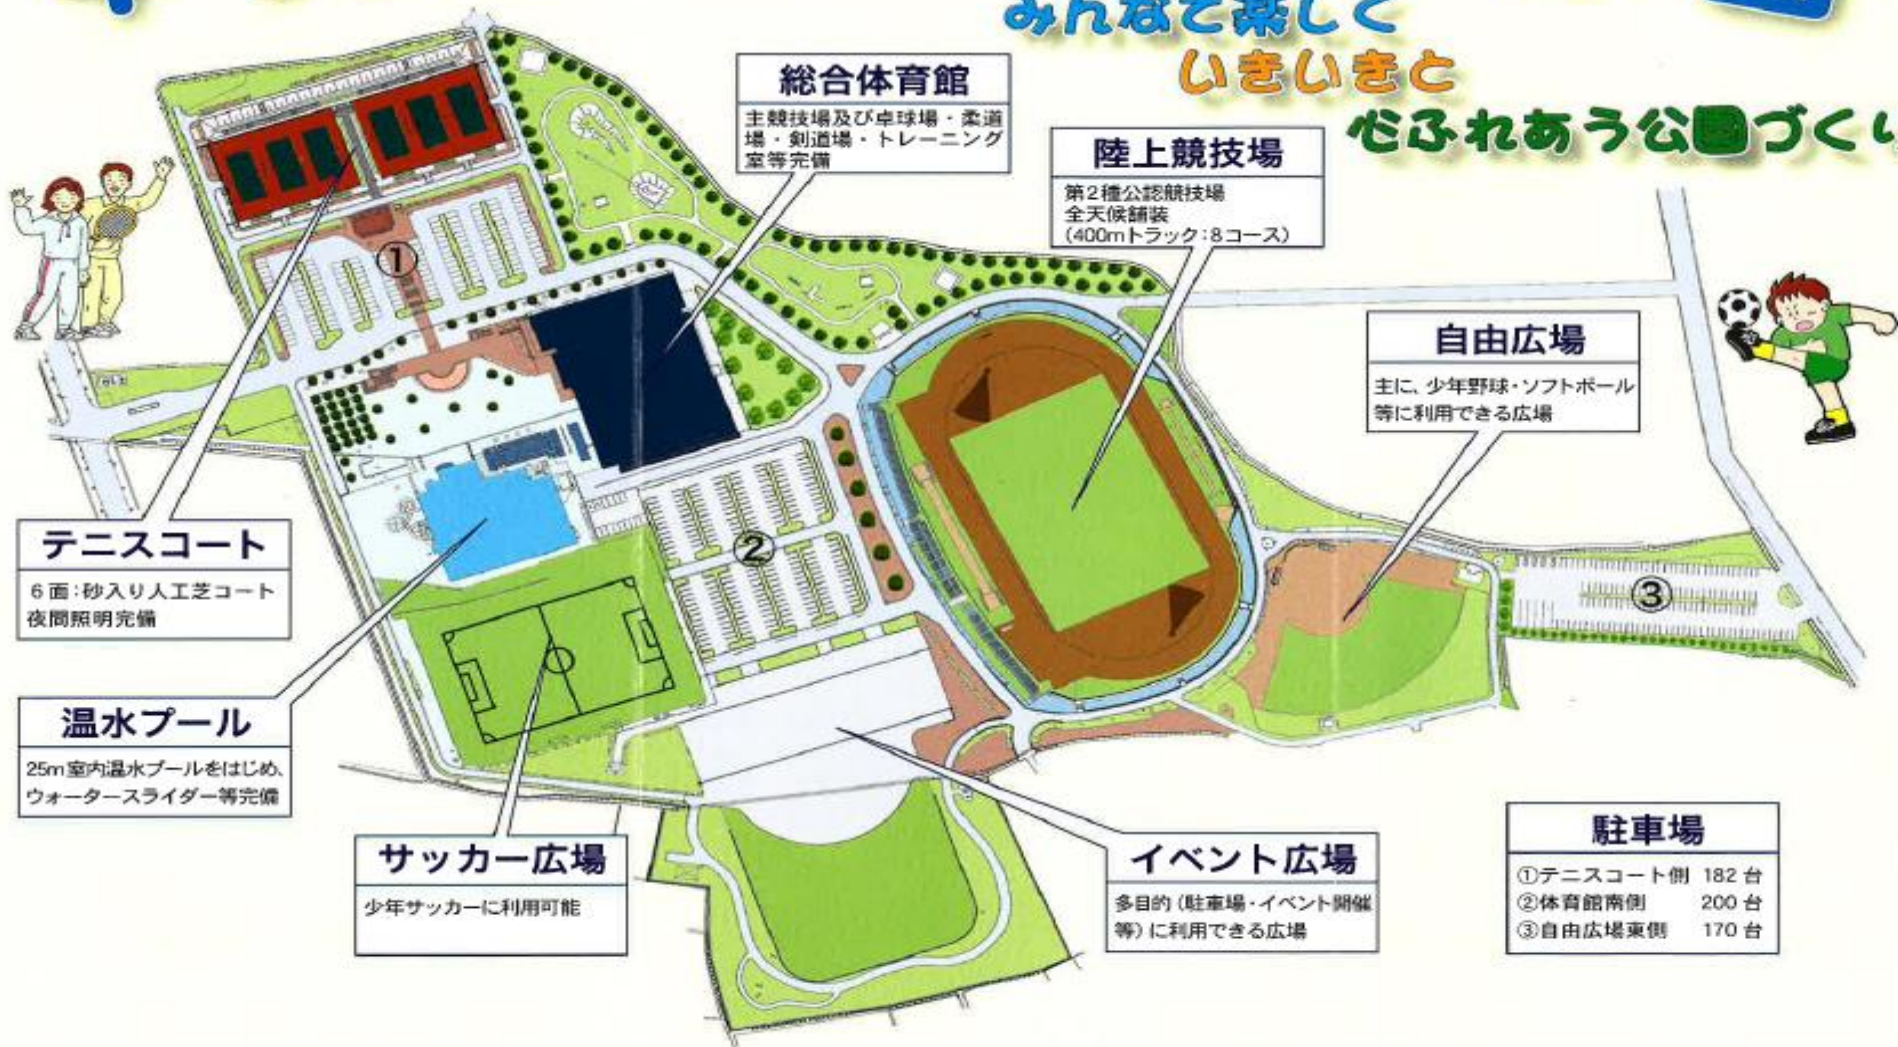 みんなで楽しく
いきいきと
心ふれあう公園づくり
総合体育館
主競技場及び卓球場・柔道
場・剣道場・トレーニング
室等完備
陸上競技場
第2種公認競技場
全天候舗装
(400mトラック:8コース)
自由広場
主に、少年野球・ソフトボール
等に利用できる広場
①
②
③
テニスコート
6面:砂入り人工芝コート
夜間照明完備
温水プール
25m室内温水プールをはじめ、
ウォータースライダー等完備
サッカー広場
少年サッカーに利用可能
イベント広場
多目的(駐車場・イベント開催
等)に利用できる広場
駐車場
①テニスコート側 182台
②体育館南側 200台
③自由広場東側 170台